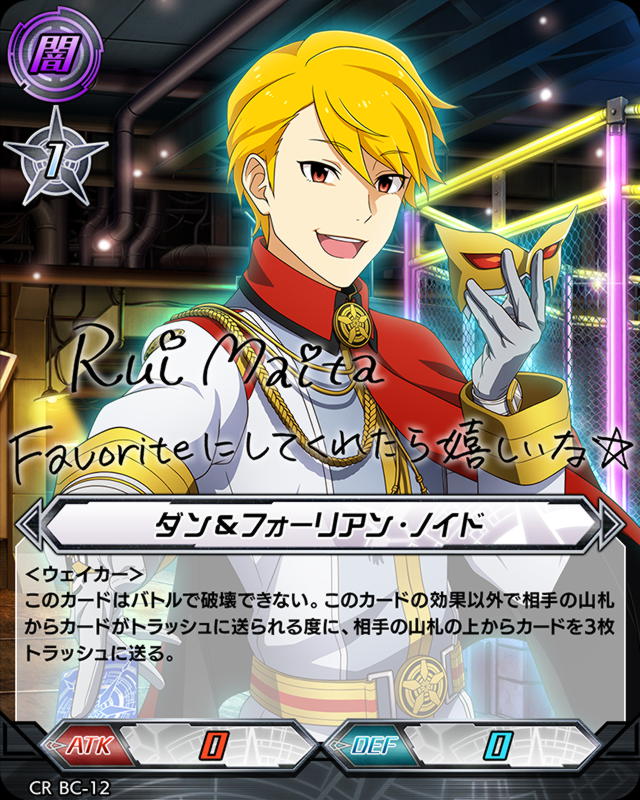 闇
1
Rui Maita
Favoriteにしてくれたら嬉しいな☆
ダン&フォーリアン・ノイド
<ウェイカー>
このカードはバトルで破壊できない。このカードの効果以外で相手の山札
からカードがトラッシュに送られる度に、相手の山札の上からカードを3枚
トラッシュに送る。
ATK 0 DEF 0
CR BC-12